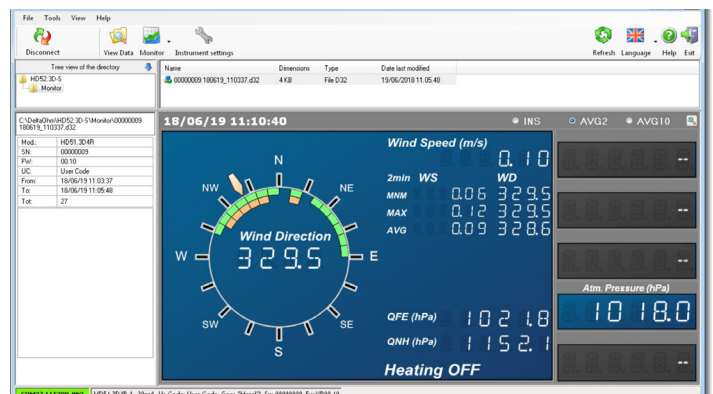 File Tools View Help
Disconnect View Data Monitor Instrument settings Refresh Language Help Exit
Tree view of the directory
HD52.3D-S
Monitor
Name Dimensions Type Date last modified
00000009 180619_110337.d32 4 KB File D32 19/06/2018 11.05.48
C:\DeltaOhm\HD52.3D-S\Monitor\00000009
180619_110337.d32
Mod.: HD51.3D4R
SN: 00000009
FW: 00.10
UC: User Code
From: 18/06/19 11:03:37
To: 18/06/19 11:05:48
Tot: 27
18/06/19 11:10:40 INS AVG2 AVG10
N
NE
E
SE
S
SW
W
NW
Wind Direction
329.5
Wind Speed (m/s)
0.10
2min WS WD
MNM 0.06 329.5
MAX 0.12 329.5
AVG 0.09 328.6
QFE (hPa) 1021.8
QNH (hPa) 1152.1
Heating OFF
--
--
--
Atm. Pressure (hPa)
1018.0
--